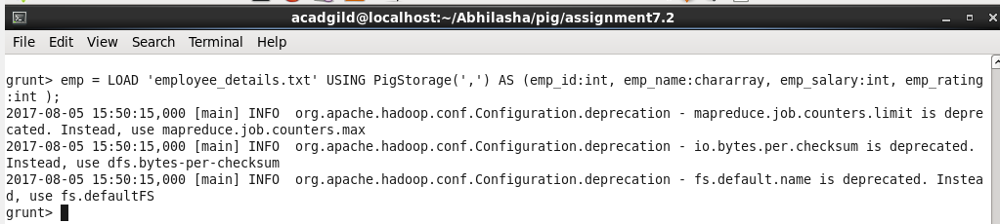 acadgild@localhost:~/Abhilasha/pig/assignment7.2
File Edit View Search Terminal Help
grunt> emp = LOAD 'employee_details.txt' USING PigStorage(',') AS (emp_id:int, emp_name:chararray, emp_salary:int, emp_rating
:int );
2017-08-05 15:50:15,000 [main] INFO  org.apache.hadoop.conf.Configuration.deprecation - mapreduce.job.counters.limit is depre
cated. Instead, use mapreduce.job.counters.max
2017-08-05 15:50:15,000 [main] INFO  org.apache.hadoop.conf.Configuration.deprecation - io.bytes.per.checksum is deprecated.
Instead, use dfs.bytes-per-checksum
2017-08-05 15:50:15,000 [main] INFO  org.apache.hadoop.conf.Configuration.deprecation - fs.default.name is deprecated. Instea
d, use fs.defaultFS
grunt>